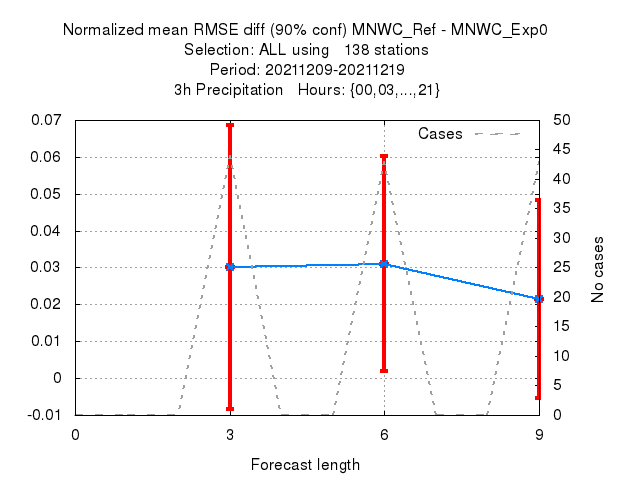 Normalized mean RMSE diff (90% conf) MNWC_Ref - MNWC_Exp0
Selection: ALL using 138 stations
Period: 20211209-20211219
3h Precipitation Hours: {00,03,...,21}
Cases
0.07
0.06
0.05
0.04
0.03
0.02
0.01
0
-0.01
50
45
40
35
30
25
20
15
10
5
0
No cases
0 3 6 9
Forecast length